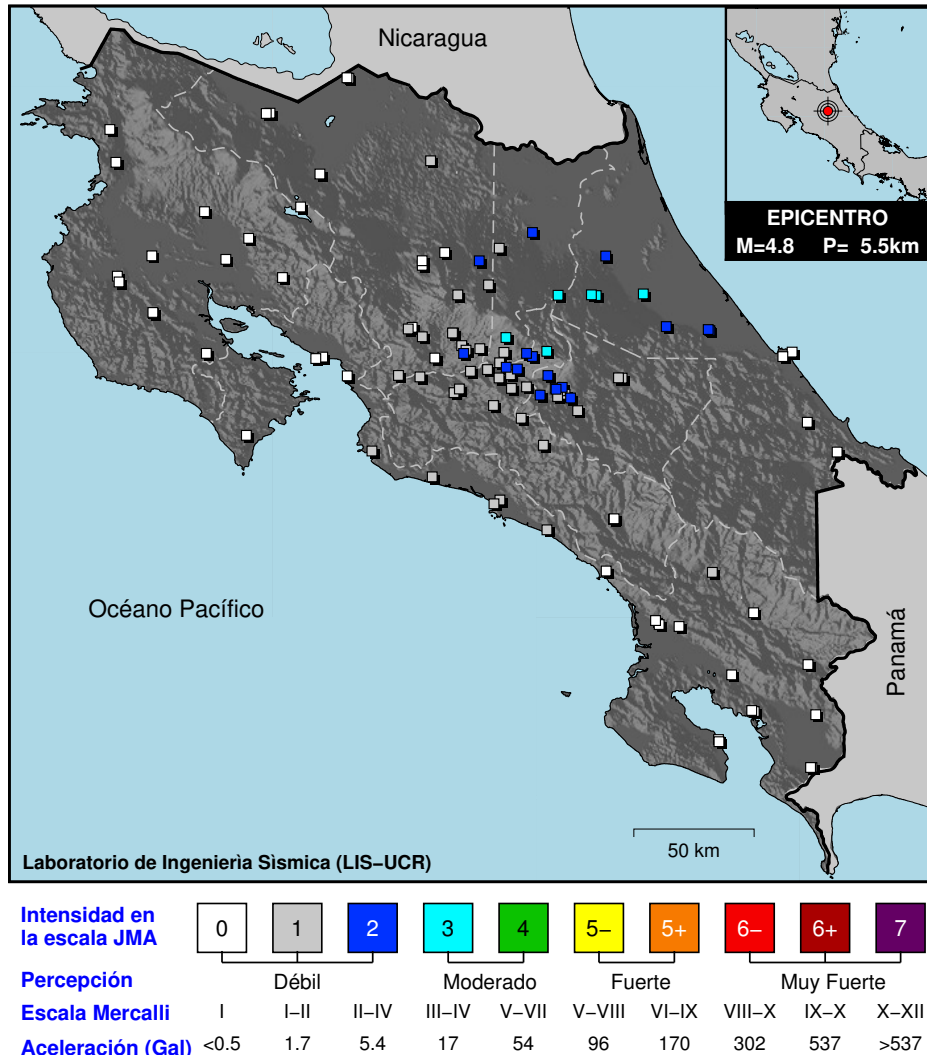 Nicaragua
EPICENTRO
M=4.8 P= 5.5km
Océano Pacífico
Panamá
50 km
Laboratorio de Ingenierìa Sìsmica (LIS−UCR)
Intensidad en
la escala JMA
0 1 2 3 4 5− 5+ 6− 6+ 7
Percepción Débil Moderado Fuerte Muy Fuerte
Escala Mercalli I I−II II−IV III−IV V−VII V−VIII VI−IX VIII−X IX−X X−XII
Aceleración (Gal) <0.5 1.7 5.4 17 54 96 170 302 537 >537